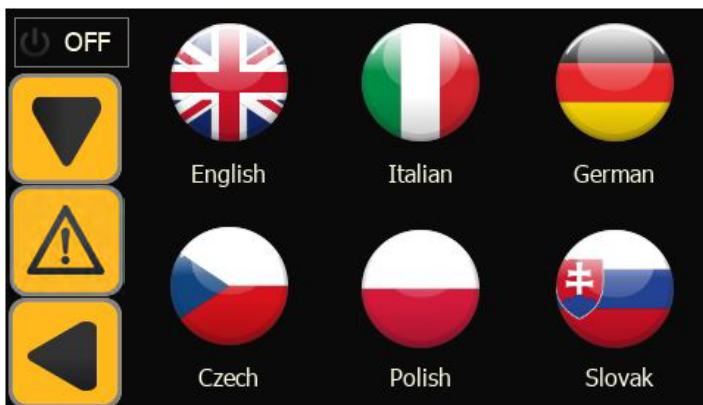 OFF
English
Italian
German
Czech
Polish
Slovak